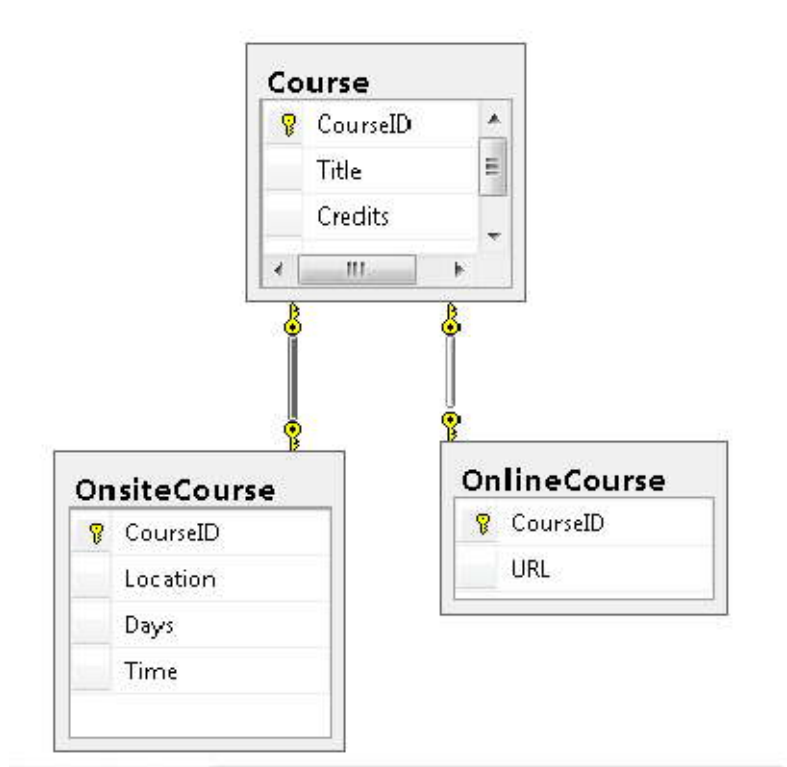 Course
CourseID
Title
Credits
OnsiteCourse
CourseID
Location
Days
Time
OnlineCourse
CourseID
URL